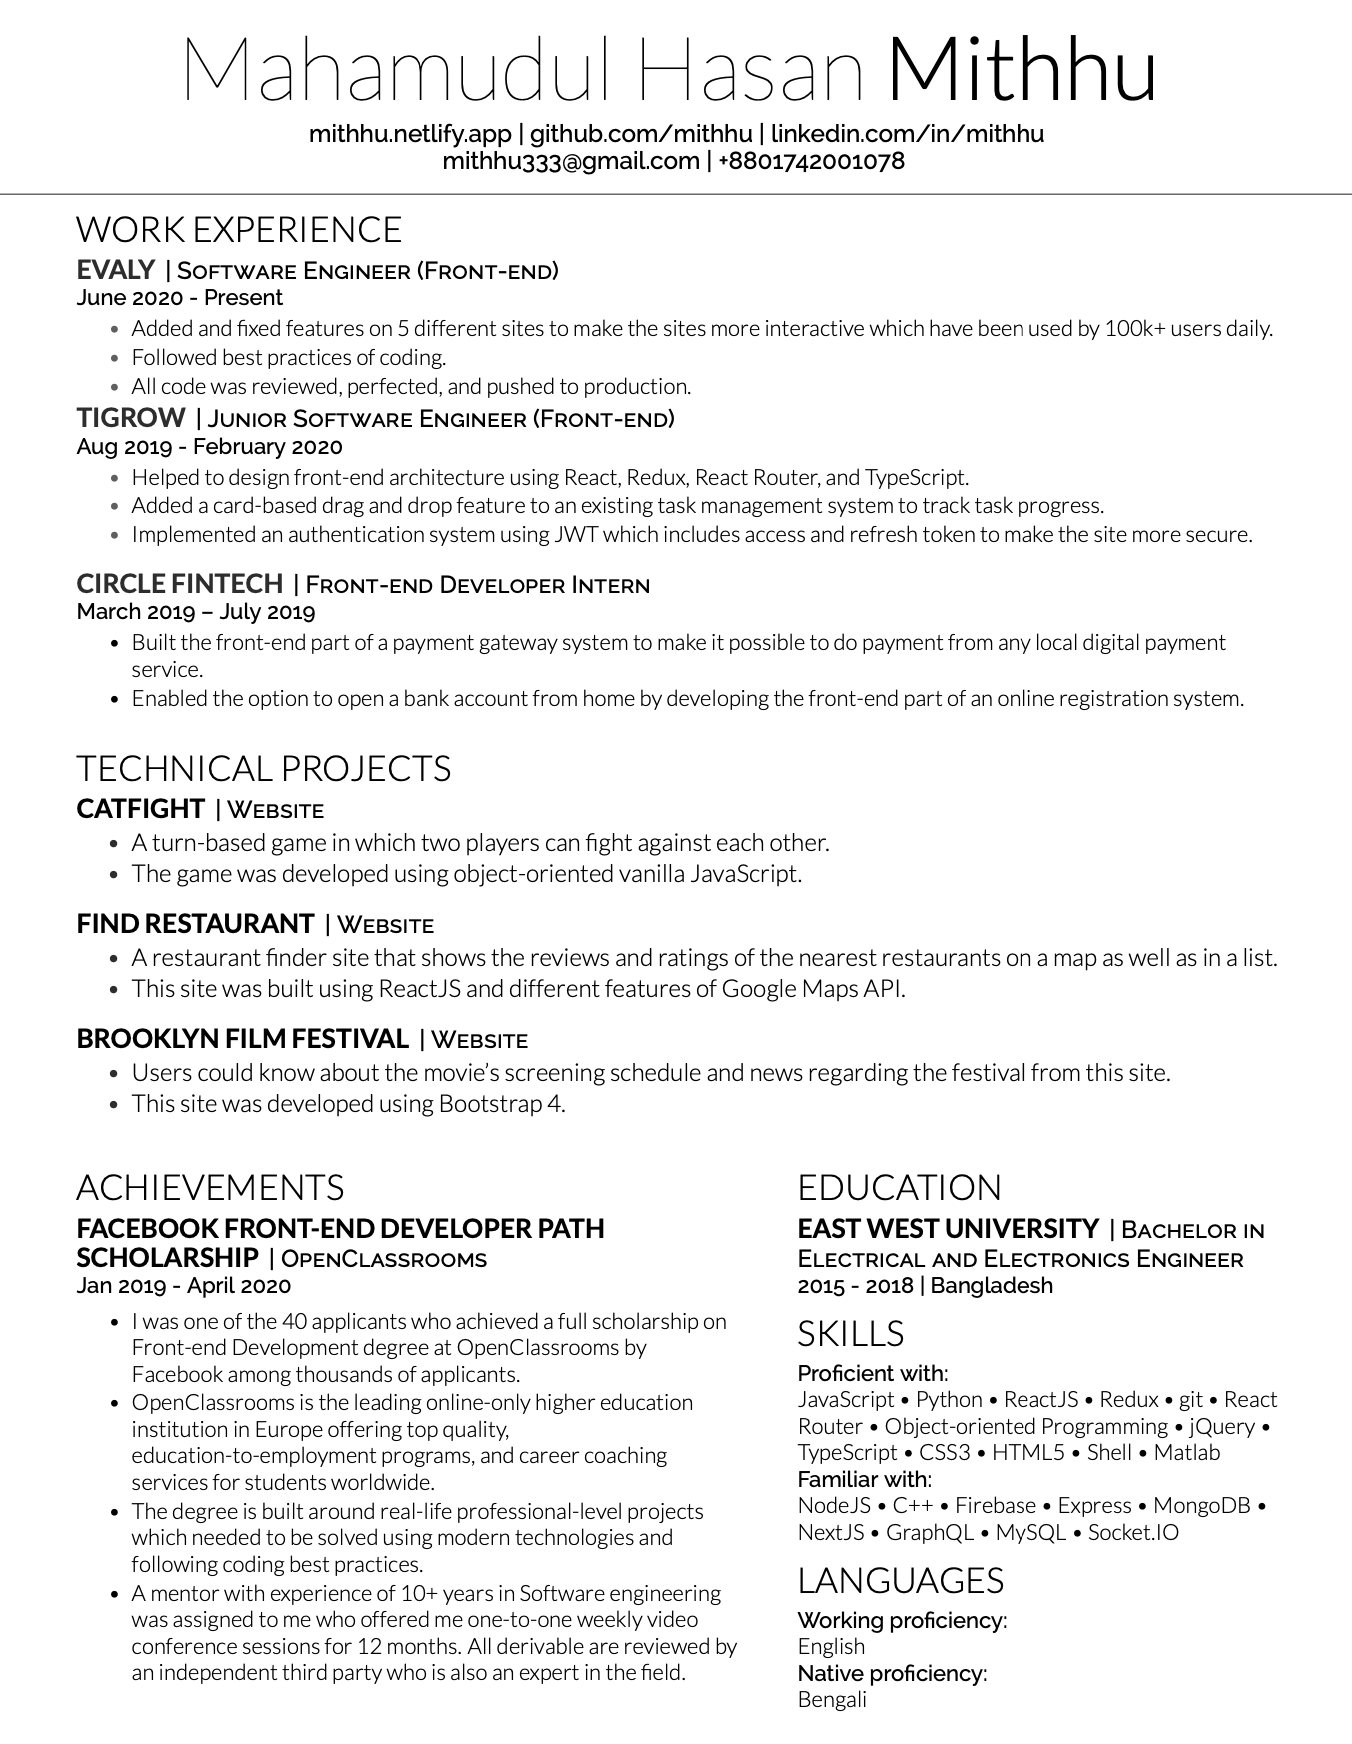 Mahamudul Hasan Mithhu
mithhu.netlify.app | github.com/mithhu | linkedin.com/in/mithhu
mithhu333@gmail.com | +8801742001078
WORK EXPERIENCE
EVALY | Software Engineer (Front-end)
June 2020 - Present
• Added and fixed features on 5 different sites to make the sites more interactive which have been used by 100k+ users daily.
• Followed best practices of coding.
• All code was reviewed, perfected, and pushed to production.
TIGROW | Junior Software Engineer (Front-end)
Aug 2019 - February 2020
• Helped to design front-end architecture using React, Redux, React Router, and TypeScript.
• Added a card-based drag and drop feature to an existing task management system to track task progress.
• Implemented an authentication system using JWT which includes access and refresh token to make the site more secure.
CIRCLE FINTECH | Front-end Developer Intern
March 2019 – July 2019
• Built the front-end part of a payment gateway system to make it possible to do payment from any local digital payment
service.
• Enabled the option to open a bank account from home by developing the front-end part of an online registration system.
TECHNICAL PROJECTS
CATFIGHT | Website
• A turn-based game in which two players can fight against each other.
• The game was developed using object-oriented vanilla JavaScript.
FIND RESTAURANT | Website
• A restaurant finder site that shows the reviews and ratings of the nearest restaurants on a map as well as in a list.
• This site was built using ReactJS and different features of Google Maps API.
BROOKLYN FILM FESTIVAL | Website
• Users could know about the movie’s screening schedule and news regarding the festival from this site.
• This site was developed using Bootstrap 4.
ACHIEVEMENTS
FACEBOOK FRONT-END DEVELOPER PATH
SCHOLARSHIP | OpenClassrooms
Jan 2019 - April 2020
• I was one of the 40 applicants who achieved a full scholarship on
Front-end Development degree at OpenClassrooms by
Facebook among thousands of applicants.
• OpenClassrooms is the leading online-only higher education
institution in Europe offering top quality,
education-to-employment programs, and career coaching
services for students worldwide.
• The degree is built around real-life professional-level projects
which needed to be solved using modern technologies and
following coding best practices.
• A mentor with experience of 10+ years in Software engineering
was assigned to me who offered me one-to-one weekly video
conference sessions for 12 months. All derivable are reviewed by
an independent third party who is also an expert in the field.
EDUCATION
EAST WEST UNIVERSITY | Bachelor in
Electrical and Electronics Engineer
2015 - 2018 | Bangladesh
SKILLS
Proficient with:
JavaScript • Python • ReactJS • Redux • git • React
Router • Object-oriented Programming • jQuery •
TypeScript • CSS3 • HTML5 • Shell • Matlab
Familiar with:
NodeJS • C++ • Firebase • Express • MongoDB •
NextJS • GraphQL • MySQL • Socket.IO
LANGUAGES
Working proficiency:
English
Native proficiency:
Bengali